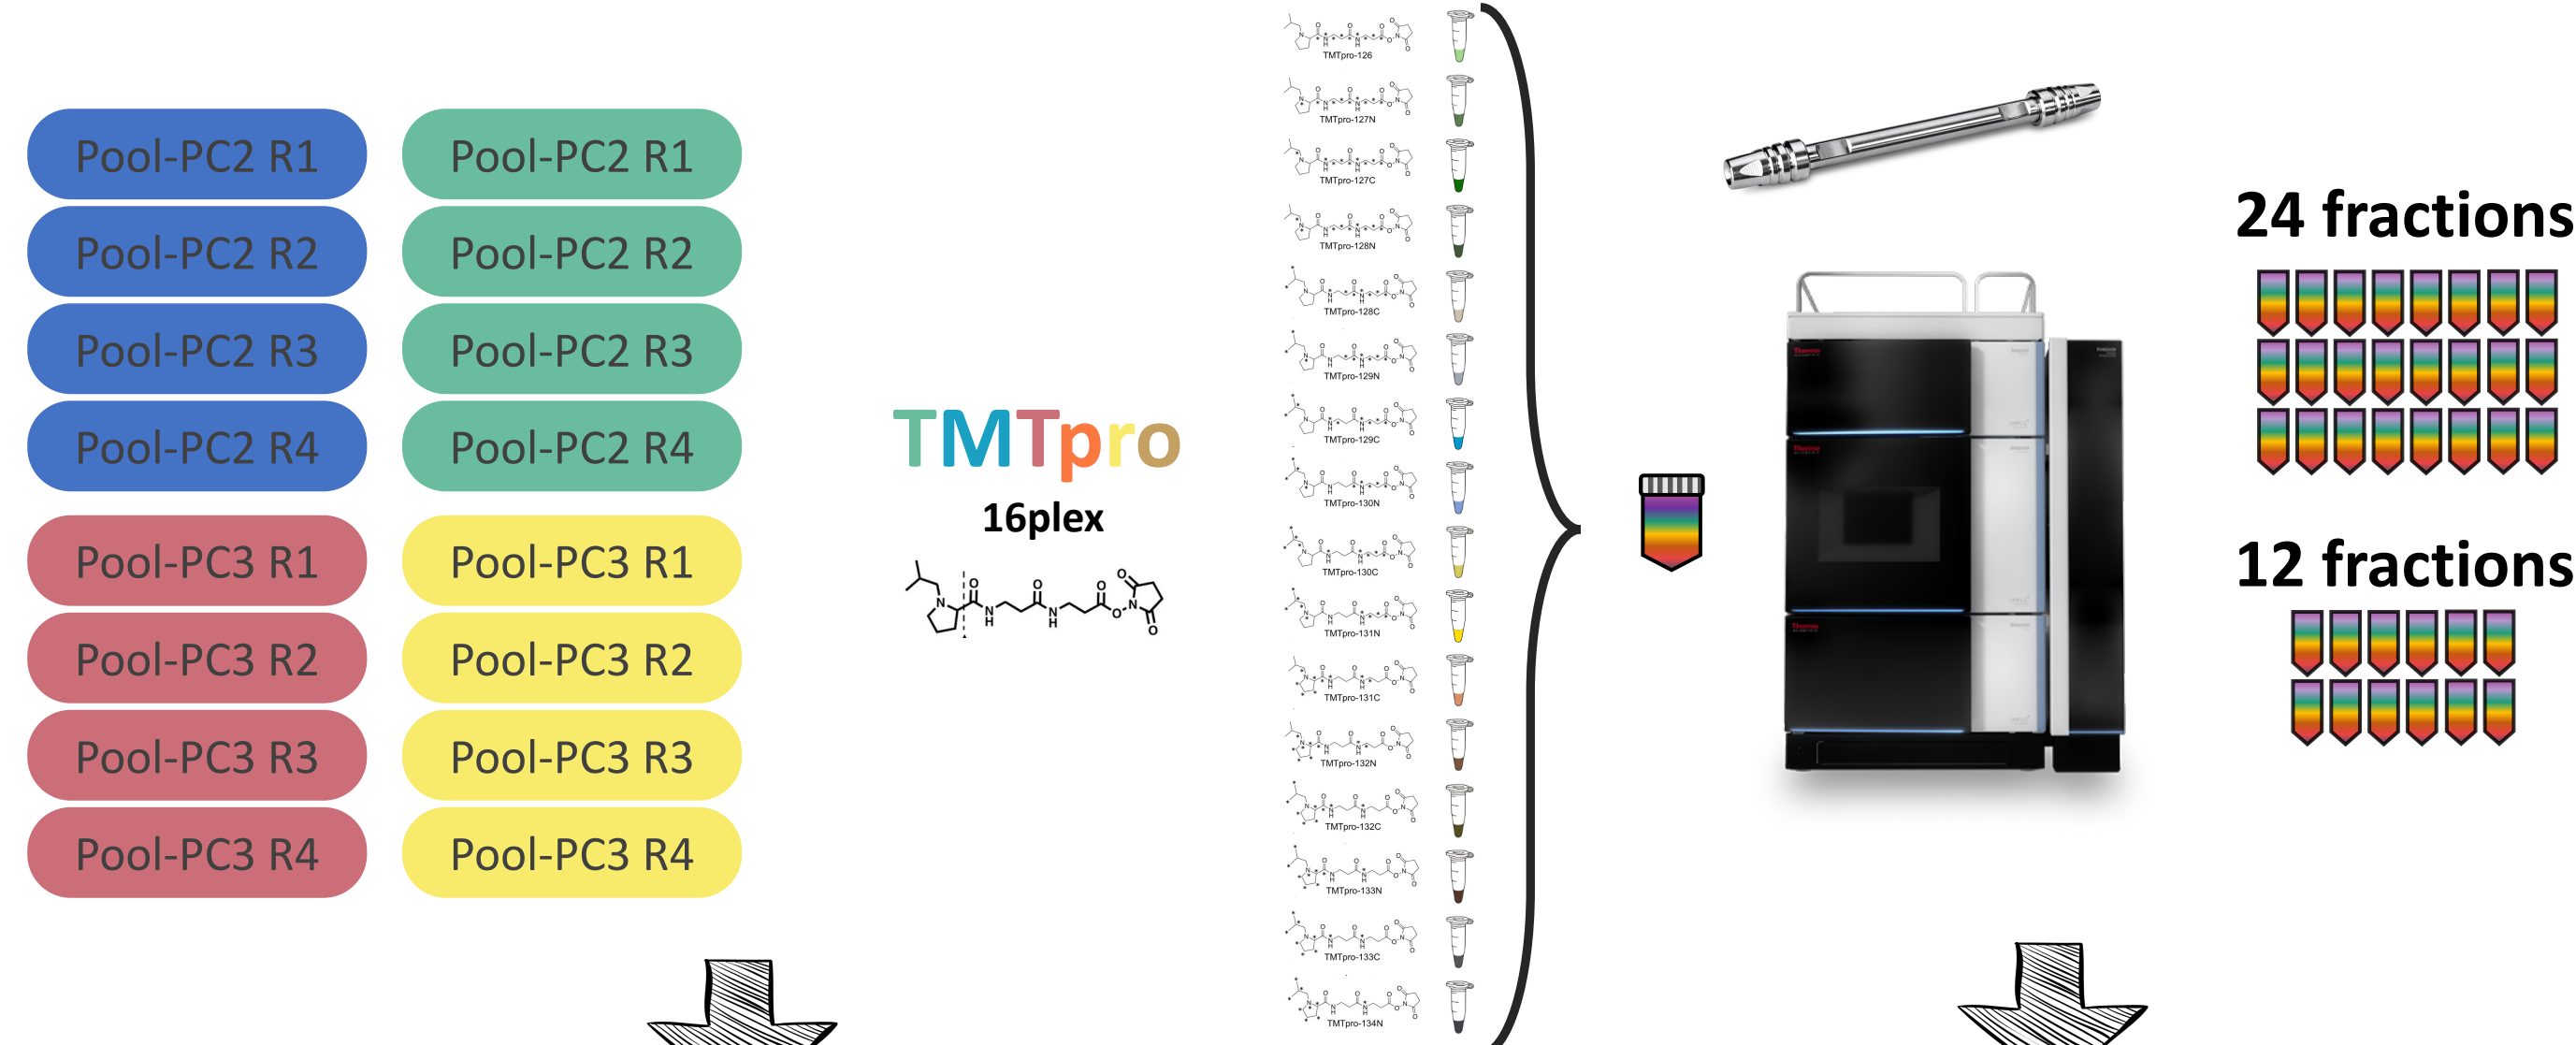 Pool-PC2 R1
Pool-PC2 R2
Pool-PC2 R3
Pool-PC2 R4
Pool-PC3 R1
Pool-PC3 R2
Pool-PC3 R3
Pool-PC3 R4
Pool-PC2 R1
Pool-PC2 R2
Pool-PC2 R3
Pool-PC2 R4
Pool-PC3 R1
Pool-PC3 R2
Pool-PC3 R3
Pool-PC3 R4
TMTpro
16plex
TMTpro-126
TMTpro-127N
TMTpro-127C
TMTpro-128N
TMTpro-128C
TMTpro-129N
TMTpro-129C
TMTpro-130N
TMTpro-130C
TMTpro-131N
TMTpro-131C
TMTpro-132N
TMTpro-132C
TMTpro-133N
TMTpro-133C
TMTpro-134N
Thermo
Thermo
Thermo
24 fractions
12 fractions